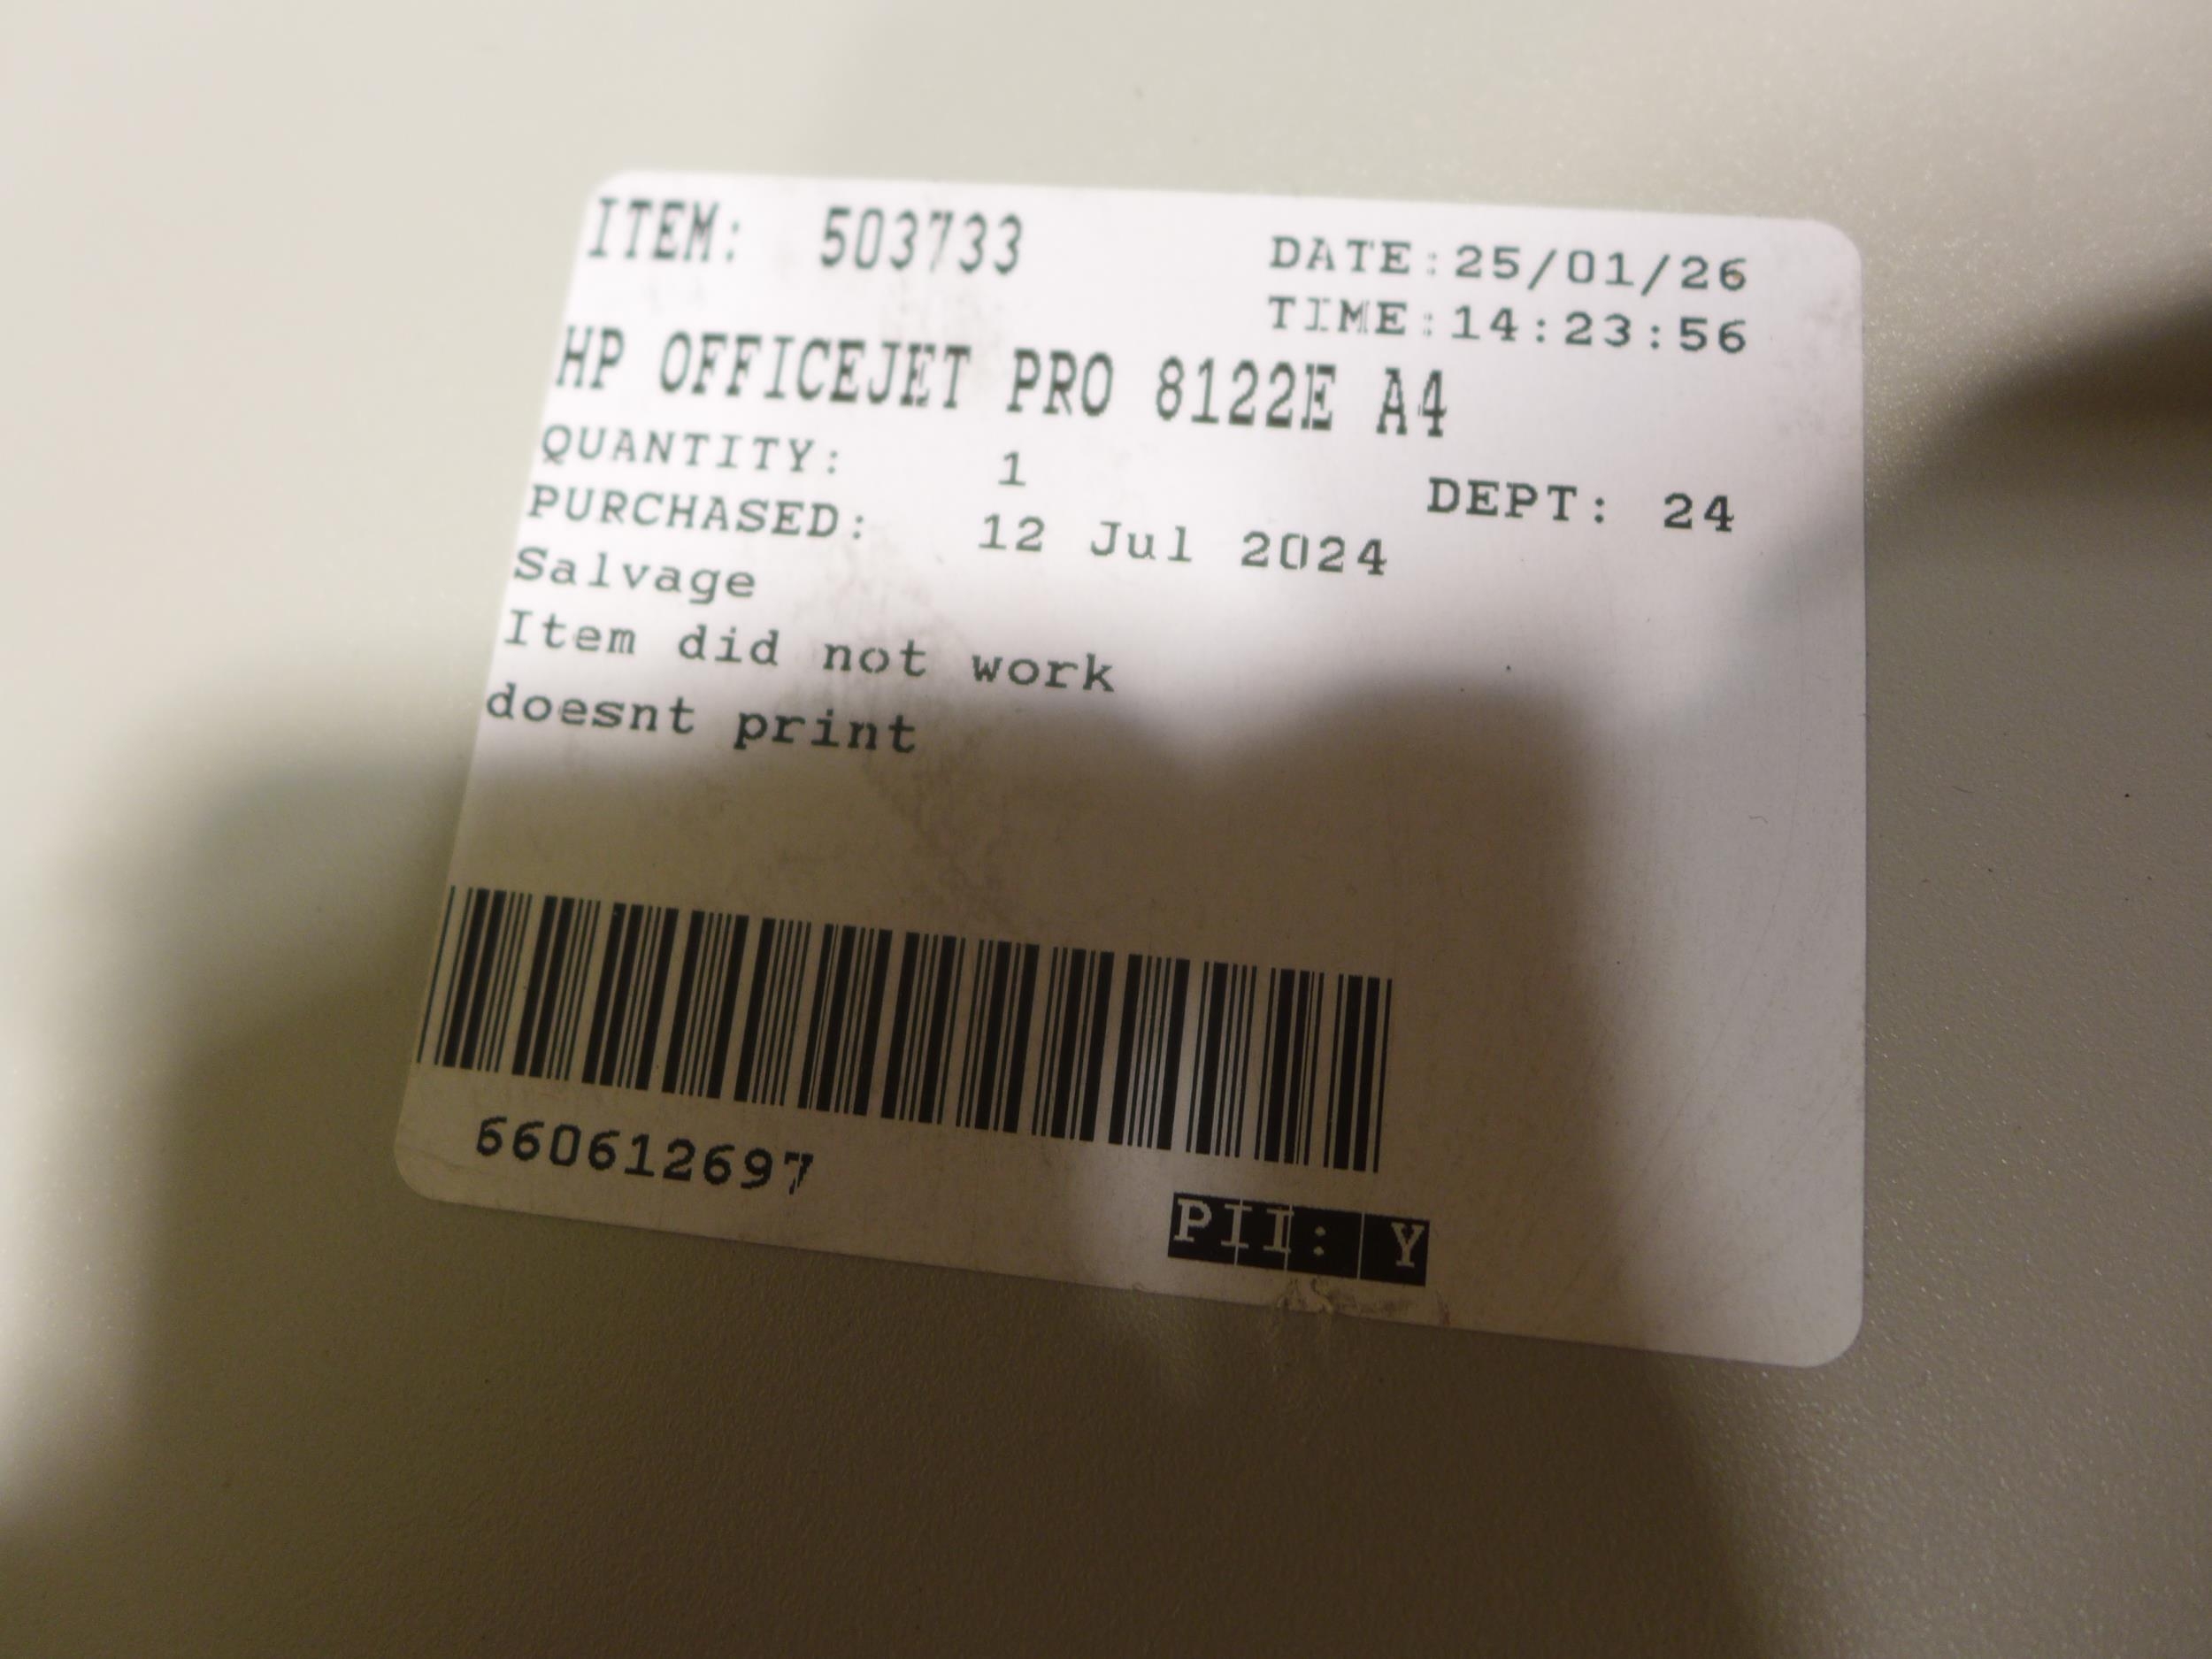 ITEM: 503733
DATE:25/01/26
TIME:14:23:56
HP OFFICEJET PRO 8122E A4
QUANTITY: 1
DEPT: 24
PURCHASED: 12 Jul 2024
Salvage
Item did not work
doesnt print
660612697
PII: Y